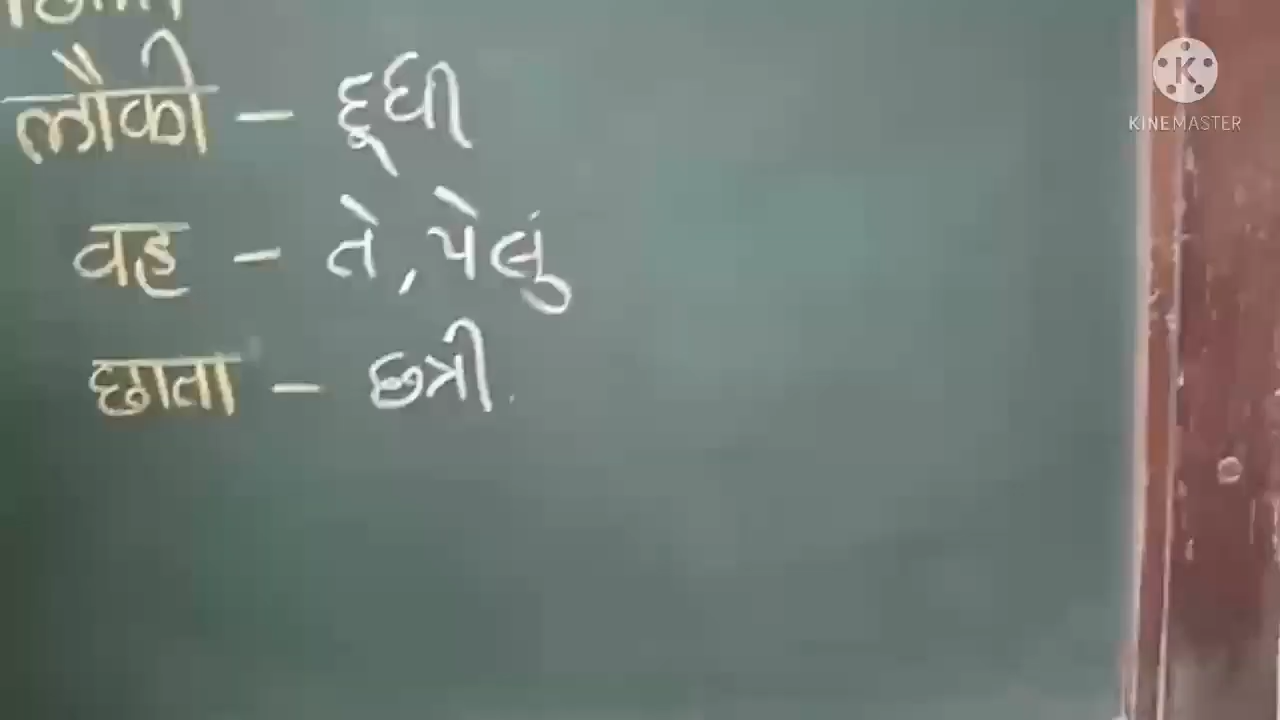 लौकी - દૂધી
वह - તે, પેલું
छाता - છત્રી.
K
KINEMASTER